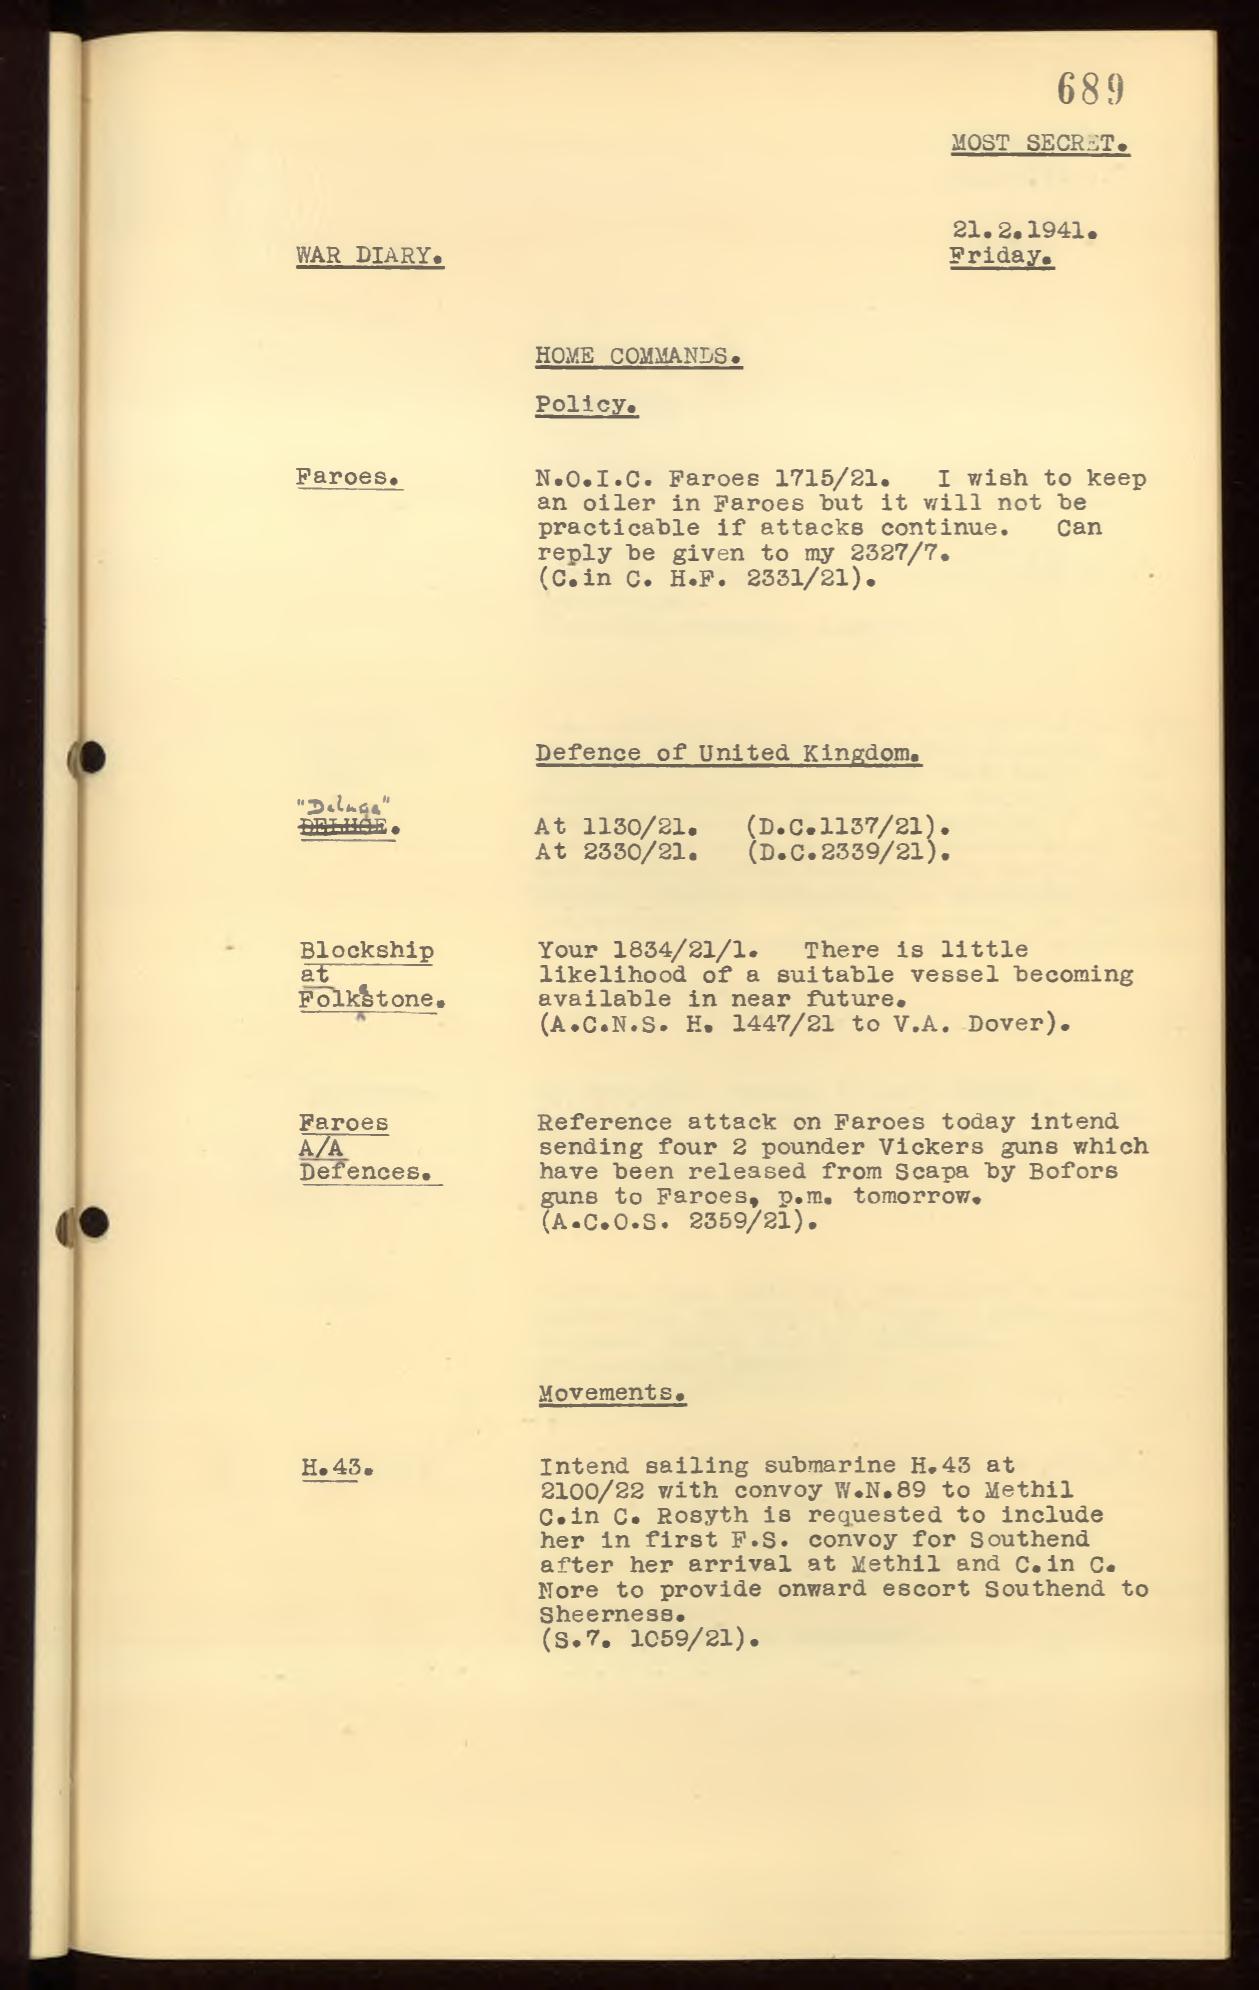 689
MOST SECRET.
21.2.1941.
WAR DIARY.
Friday.
HOME COMMANDS.
Policy.
Faroes.
N.O.I.C. Faroes 1715/21. I wish to keep
an oiler in Faroes but it will not be
practicable if attacks continue. Can
reply be given to my 2327/7.
(C.in C. H.F. 2331/21).
Defence of United Kingdom.
"Deluge"
DELUGE.
At 1130/21. (D.C.1137/21).
At 2330/21. (D.C.2339/21).
Blockship
at
Folkestone.
Your 1834/21/1. There is little
likelihood of a suitable vessel becoming
available in near future.
(A.C.N.S. H. 1447/21 to V.A. Dover).
Faroes
A/A
Defences.
Reference attack on Faroes today intend
sending four 2 pounder Vickers guns which
have been released from Scapa by Bofors
guns to Faroes, p.m. tomorrow.
(A.C.O.S. 2359/21).
Movements.
H.43.
Intend sailing submarine H.43 at
2100/22 with convoy W.N.89 to Methil
C.in C. Rosyth is requested to include
her in first F.S. convoy for Southend
after her arrival at Methil and C.in C.
Nore to provide onward escort Southend to
Sheerness.
(S.7. 1059/21).